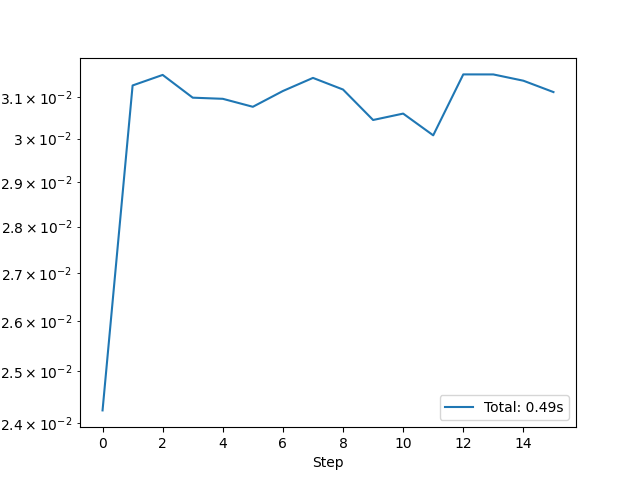 3.1 × 10⁻²
3 × 10⁻²
2.9 × 10⁻²
2.8 × 10⁻²
2.7 × 10⁻²
2.6 × 10⁻²
2.5 × 10⁻²
2.4 × 10⁻²
Total: 0.49s
0 2 4 6 8 10 12 14
Step